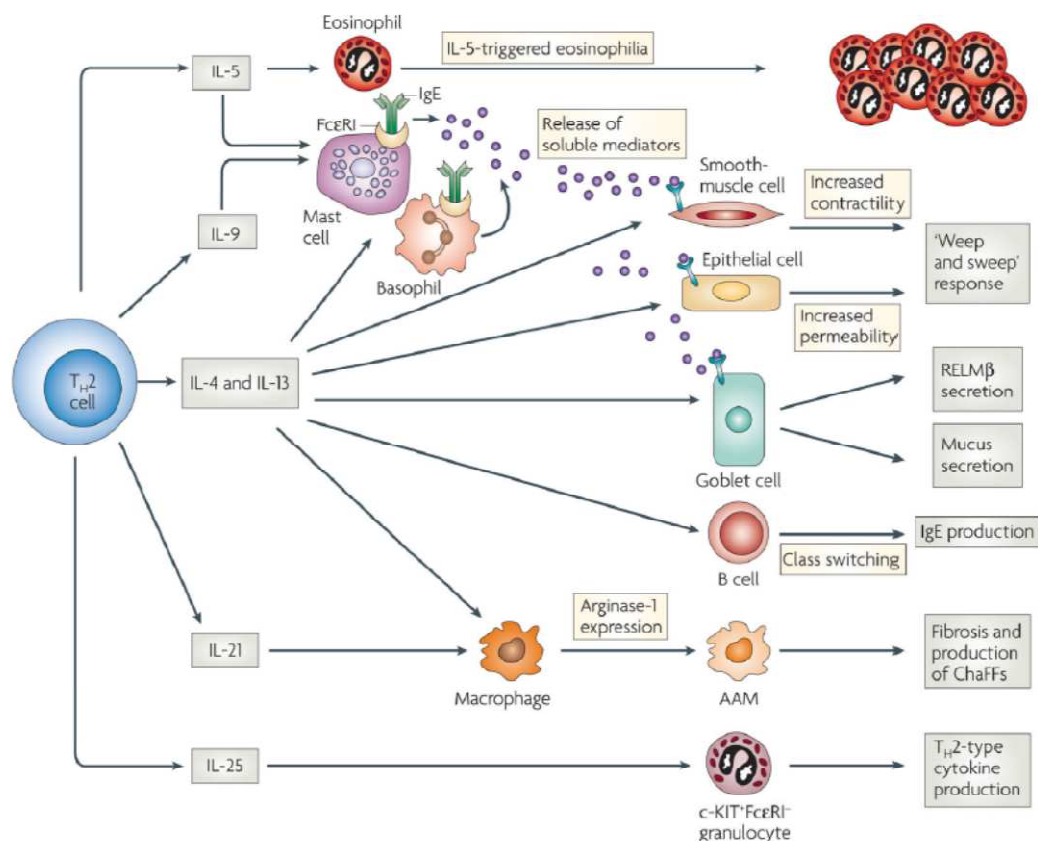 Eosinophil
IL-5-triggered eosinophilia
IL-5
IgE
FcεRI
Release of
soluble mediators
Smooth-
muscle cell
Increased
contractility
Mast
cell
IL-9
Basophil
Epithelial cell
'Weep
and sweep'
response
Increased
permeability
T_H2
cell
IL-4 and IL-13
RELMβ
secretion
Mucus
secretion
Goblet cell
IgE production
B cell
Class switching
Arginase-1
expression
IL-21
Macrophage
AAM
Fibrosis and
production
of ChaFFs
IL-25
T_H2-type
cytokine
production
c-KIT⁺FcεRI⁻
granulocyte